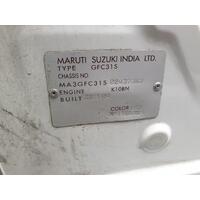 MARUTI SUZUKI INDIA LTD.
TYPE GFC31S
CHASSIS NO
MA3GFC31S
ENGINE K10BN
BUILT
COLOR